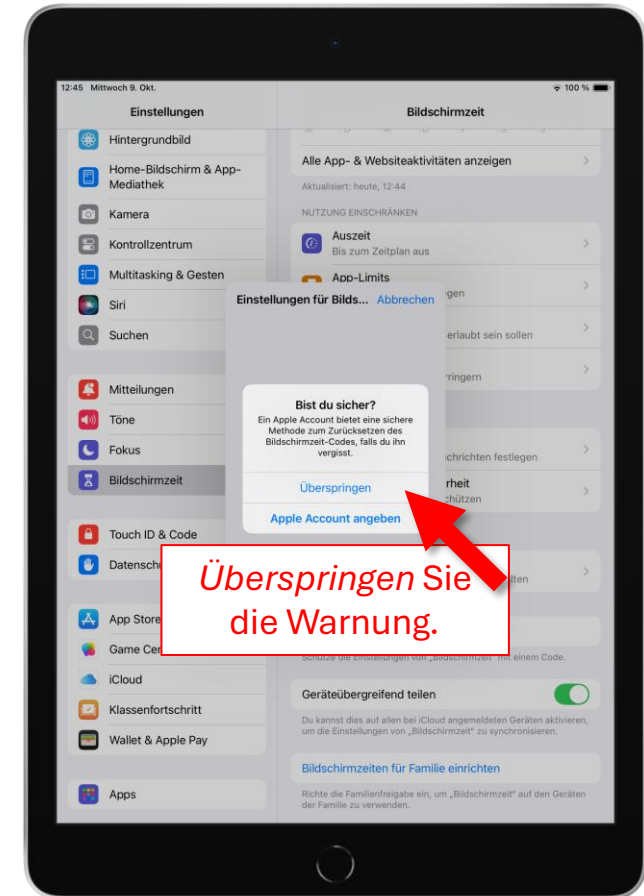 12:45 Mittwoch 9. Okt.
100 %
Einstellungen
Hintergrundbild
Home-Bildschirm & App-
Mediathek
Kamera
Kontrollzentrum
Multitasking & Gesten
Siri
Suchen
Mitteilungen
Töne
Fokus
Bildschirmzeit
Touch ID & Code
Datensch
App Store
Game Cen
iCloud
Klassenfortschritt
Wallet & Apple Pay
Apps
Bildschirmzeit
Alle App- & Websiteaktivitäten anzeigen
Aktualisiert: heute, 12:44
NUTZUNG EINSCHRÄNKEN
Auszeit
Bis zum Zeitplan aus
App-Limits
gen
erlaubt sein sollen
rringern
chrichten festlegen
rheit
chützen
lten
Schütze die Einstellungen von „Bildschirmzeit“ mit einem Code.
Geräteübergreifend teilen
Du kannst dies auf allen bei iCloud angemeldeten Geräten aktivieren,
um die Einstellungen von „Bildschirmzeit“ zu synchronisieren.
Bildschirmzeiten für Familie einrichten
Richte die Familienfreigabe ein, um „Bildschirmzeit“ auf den Geräten
der Familie zu verwenden.
Einstellungen für Bilds... Abbrechen
Bist du sicher?
Ein Apple Account bietet eine sichere
Methode zum Zurücksetzen des
Bildschirmzeit-Codes, falls du ihn
vergisst.
Überspringen
Apple Account angeben
Überspringen Sie
die Warnung.